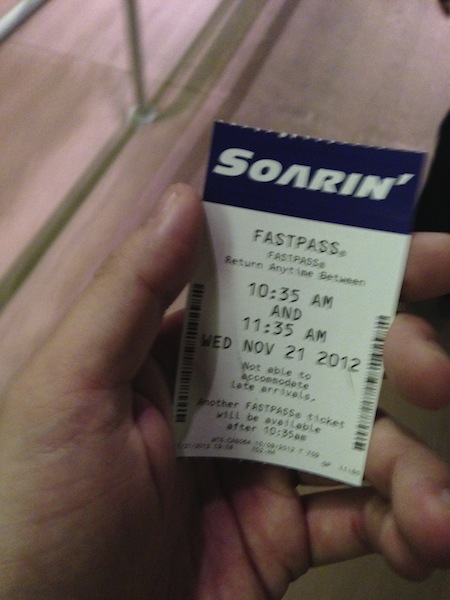 SOARIN'
FASTPASS®
FASTPASS®
Return Anytime Between
10:35 AM
AND
11:35 AM
WED NOV 21 2012
Not able to
accommodate
late arrivals.
Another FASTPASS® ticket
will be available
after 10:35am